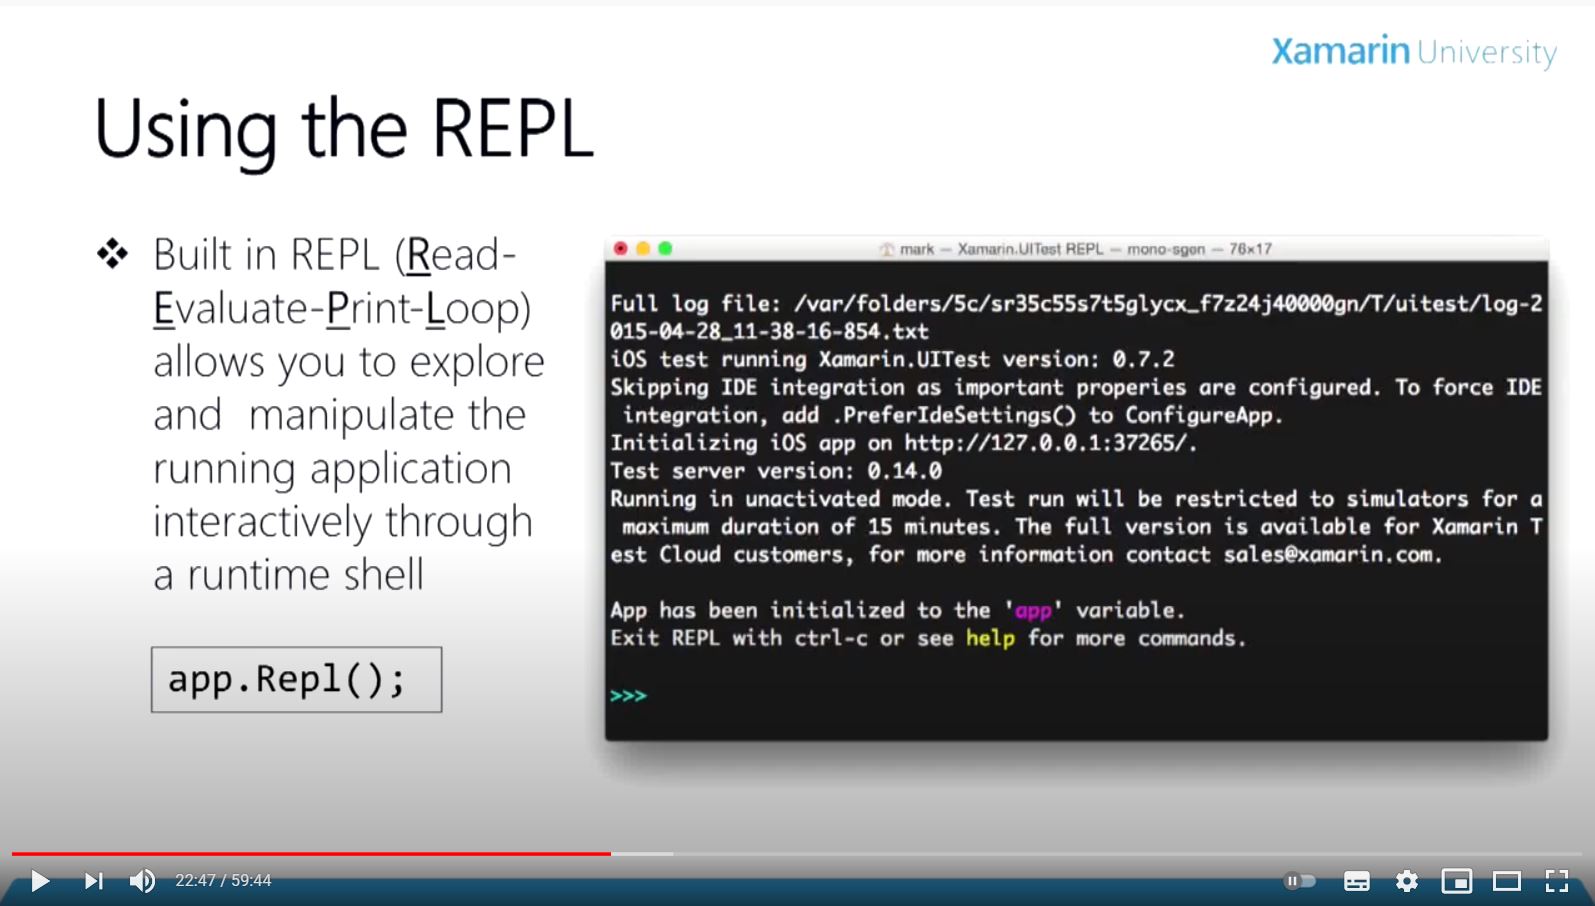 Xamarin University
Using the REPL
❖ Built in REPL (Read-
Evaluate-Print-Loop)
allows you to explore
and manipulate the
running application
interactively through
a runtime shell
app.Repl();
mark — Xamarin.UITest REPL — mono-sgen — 76×17
Full log file: /var/folders/5c/sr35c55s7t5glycx_f7z24j40000gn/T/uitest/log-2
015-04-28_11-38-16-854.txt
iOS test running Xamarin.UITest version: 0.7.2
Skipping IDE integration as important properies are configured. To force IDE
integration, add .PreferIdeSettings() to ConfigureApp.
Initializing iOS app on http://127.0.0.1:37265/.
Test server version: 0.14.0
Running in unactivated mode. Test run will be restricted to simulators for a
maximum duration of 15 minutes. The full version is available for Xamarin T
est Cloud customers, for more information contact sales@xamarin.com.
App has been initialized to the 'app' variable.
Exit REPL with ctrl-c or see help for more commands.
>>>
22:47 / 59:44